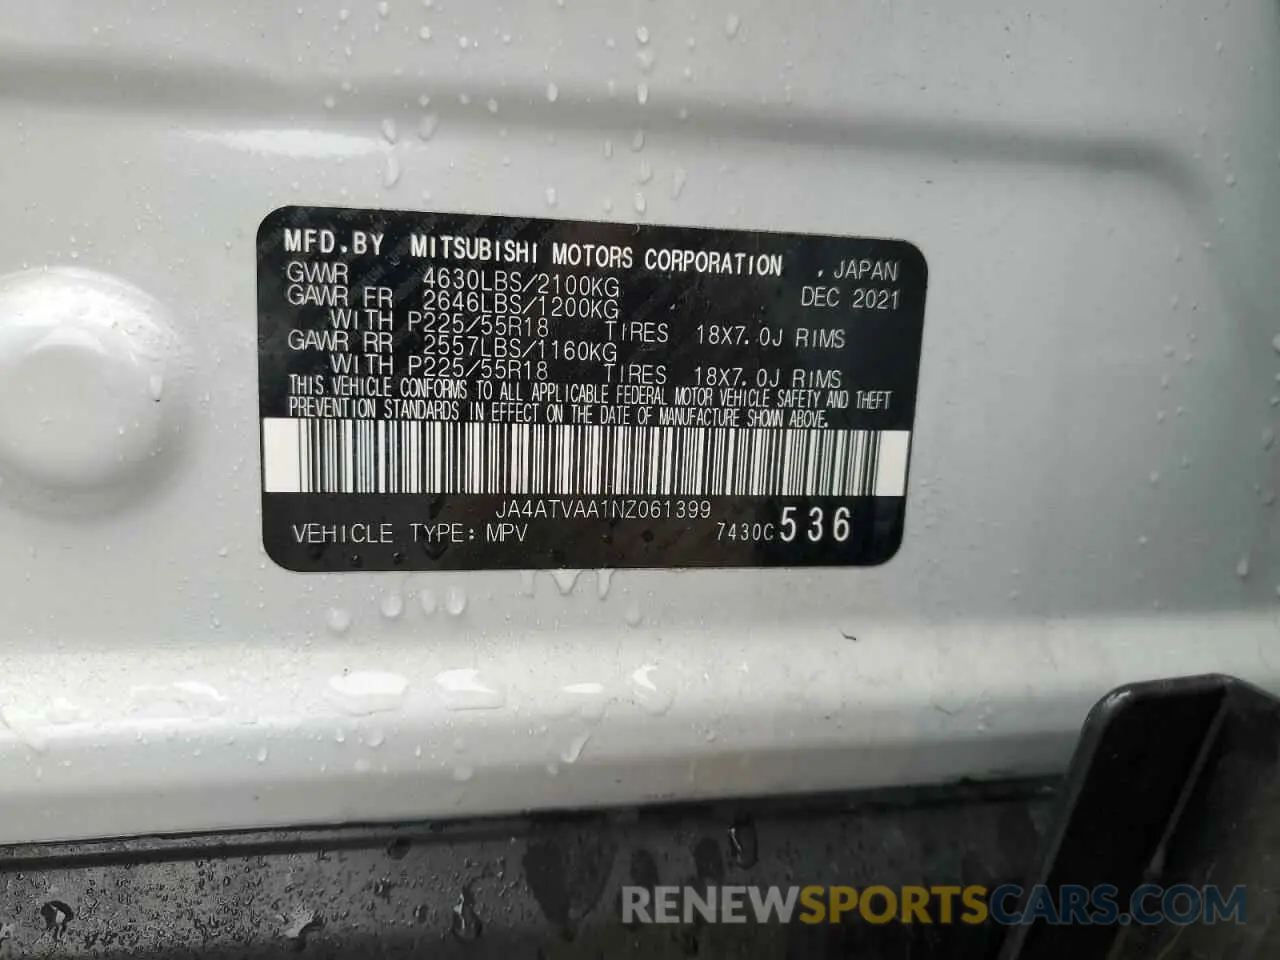 MFD.BY MITSUBISHI MOTORS CORPORATION , JAPAN
GWWR 4630LBS/2100KG DEC 2021
GAWR FR 2646LBS/1200KG
WITH P225/55R18 TIRES 18X7.0J RIMS
GAWR RR 2557LBS/1160KG
WITH P225/55R18 TIRES 18X7.0J RIMS
THIS VEHICLE CONFORMS TO ALL APPLICABLE FEDERAL MOTOR VEHICLE SAFETY AND THEFT
PREVENTION STANDARDS IN EFFECT ON THE DATE OF MANUFACTURE SHOWN ABOVE.
JA4ATVAA1NZ061399
VEHICLE TYPE: MPV 7430C 536
RENEWSPORTSCARS.COM